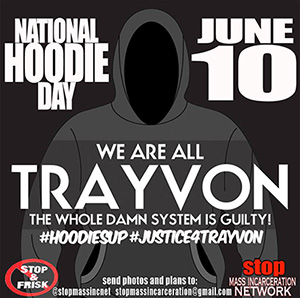 NATIONAL
HOODIE
DAY
JUNE
10
WE ARE ALL
TRAYVON
THE WHOLE DAMN SYSTEM IS GUILTY!
#HOODIESUP #JUSTICE4TRAYVON
STOP
&
FRISK
send photos and plans to:
@stopmassincnet stopmassincarceration@gmail.com
stop
MASS INCARCERATION
NETWORK